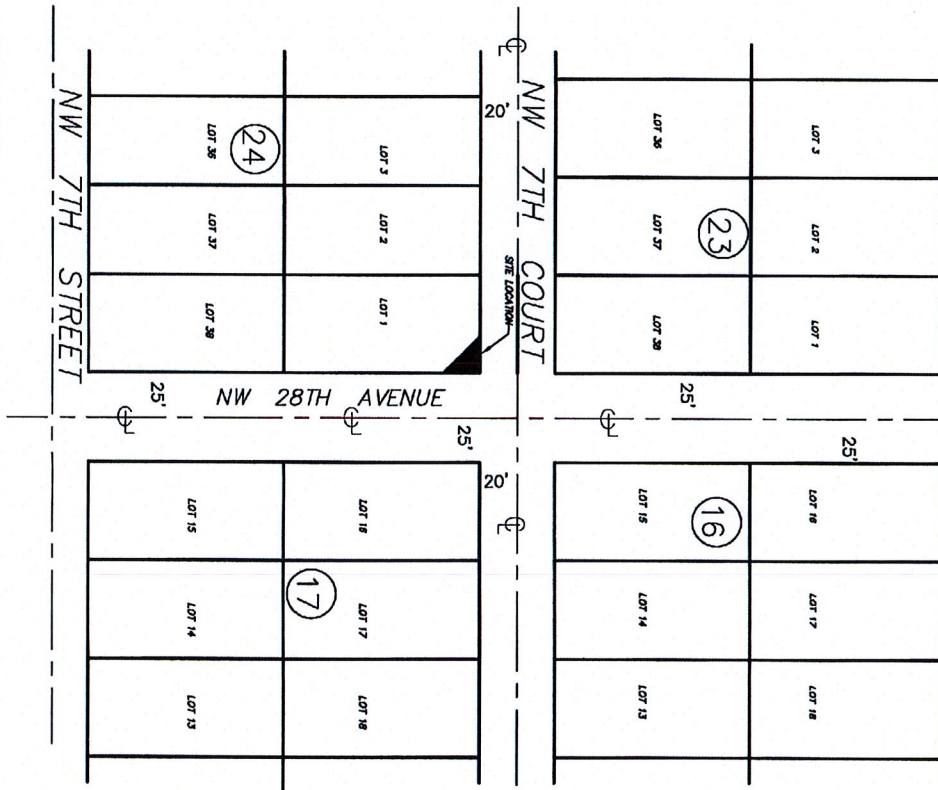 NW 7TH STREET
NW 7TH COURT
NW 28TH AVENUE
SITE LOCATION
20'
20'
25'
25'
25'
25'
24
LOT 36
LOT 3
LOT 37
LOT 2
LOT 38
LOT 1
23
LOT 36
LOT 3
LOT 37
LOT 2
LOT 38
LOT 1
17
LOT 15
LOT 16
LOT 14
LOT 17
LOT 13
LOT 18
16
LOT 15
LOT 16
LOT 14
LOT 17
LOT 13
LOT 18
℄
℄
℄
℄
℄